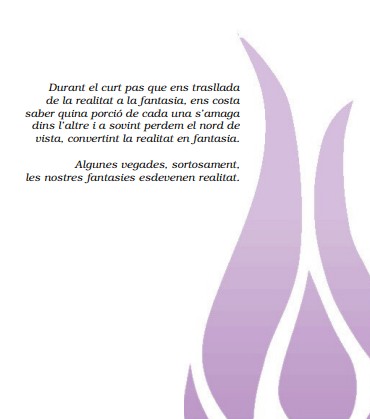 Durant el curt pas que ens trasllada
de la realitat a la fantasia, ens costa
saber quina porció de cada una s'amaga
dins l'altre i a sovint perdem el nord de
vista, convertint la realitat en fantasia.
Algunes vegades, sortosament,
les nostres fantasies esdevenen realitat.